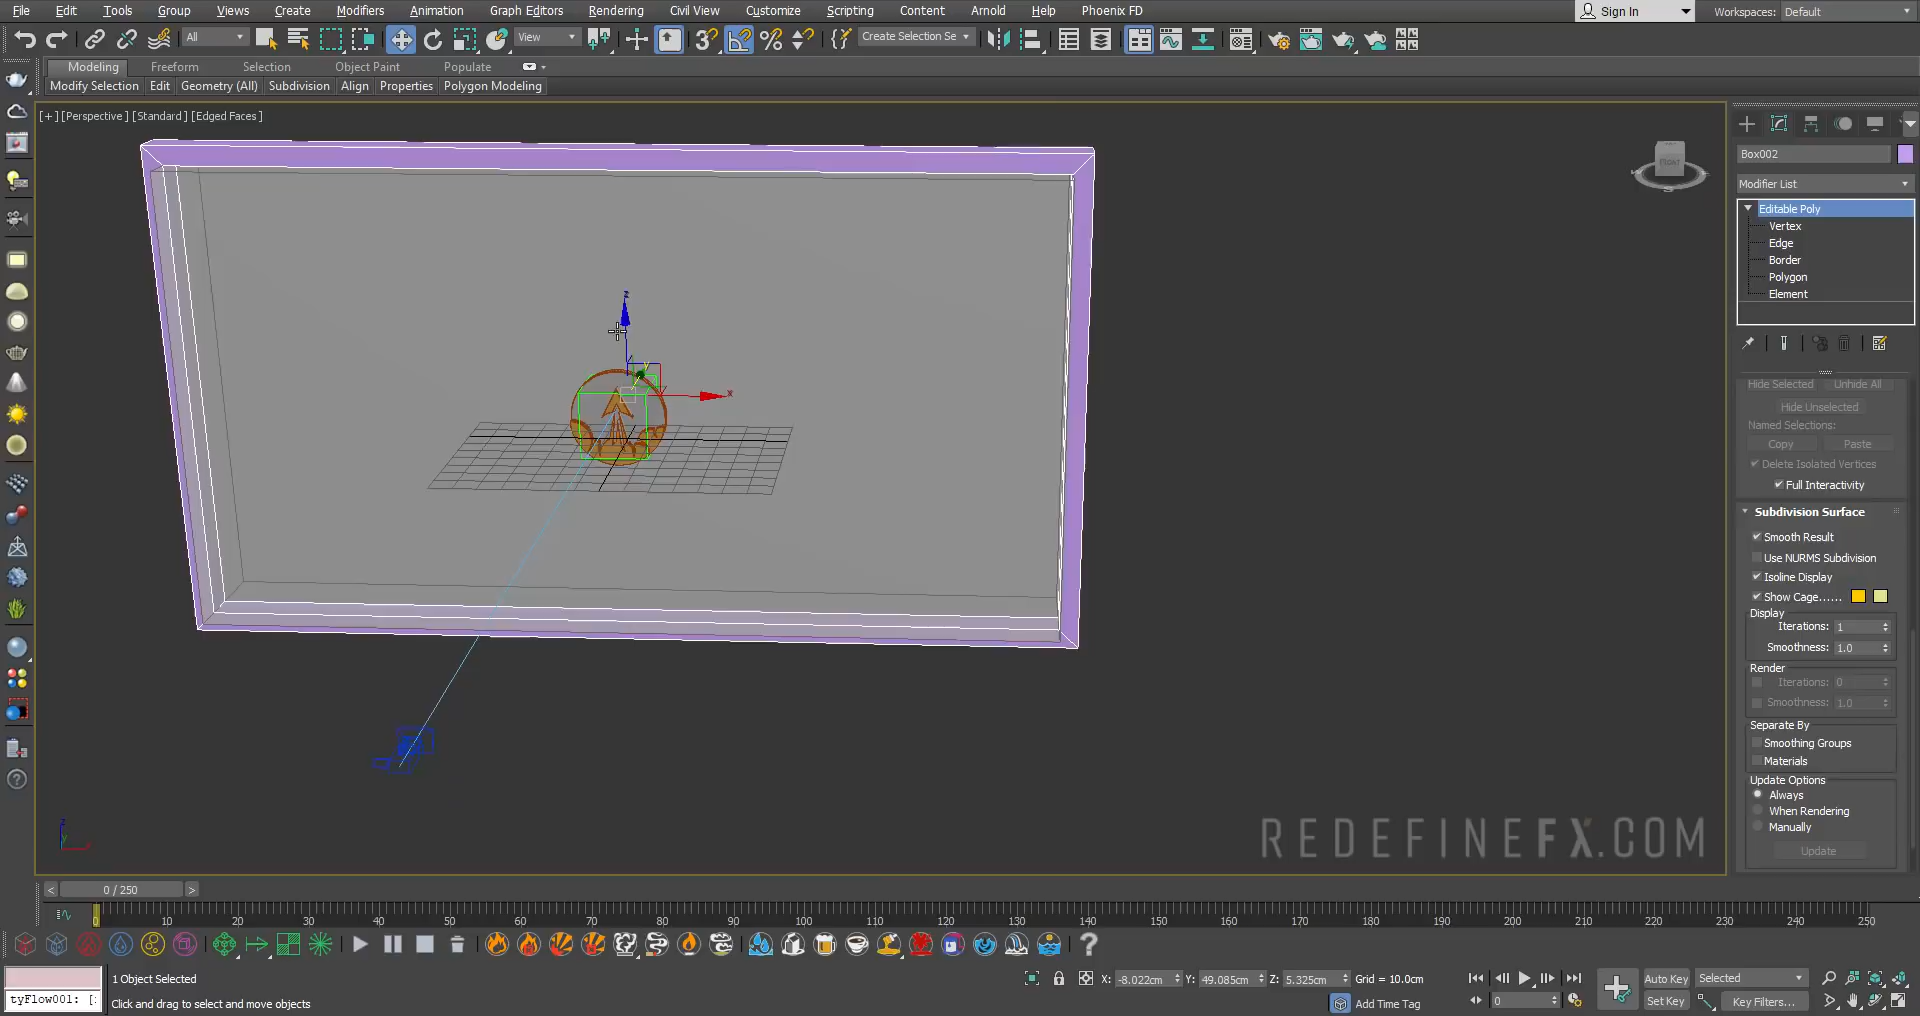 File Edit Tools Group Views Create Modifiers Animation Graph Editors Rendering Civil View Customize Scripting Content Arnold Help Phoenix FD Sign In Workspaces: Default
All View Create Selection Se
Modeling Freeform Selection Object Paint Populate
Modify Selection Edit Geometry (All) Subdivision Align Properties Polygon Modeling
[+] [Perspective ] [Standard ] [Edged Faces ]
Box002
Modifier List
Editable Poly
Vertex
Edge
Border
Polygon
Element
Hide Selected Unhide All
Hide Unselected
Named Selections:
Copy Paste
Delete Isolated Vertices
Full Interactivity
Subdivision Surface
Smooth Result
Use NURMS Subdivision
Isoline Display
Show Cage......
Display
Iterations: 1
Smoothness: 1.0
Render
Iterations: 0
Smoothness: 1.0
Separate By
Smoothing Groups
Materials
Update Options
Always
When Rendering
Manually
Update
z
x
REDEFINEFX.COM
< 0 / 250 >
0 10 20 30 40 50 60 70 80 90 100 110 120 130 140 150 160 170 180 190 200 210 220 230 240 250
1 Object Selected X: -8.022cm Y: 49.085cm Z: 5.325cm Grid = 10.0cm Auto Key Selected
tyFlow001: [: Click and drag to select and move objects Add Time Tag 0 Set Key Key Filters...